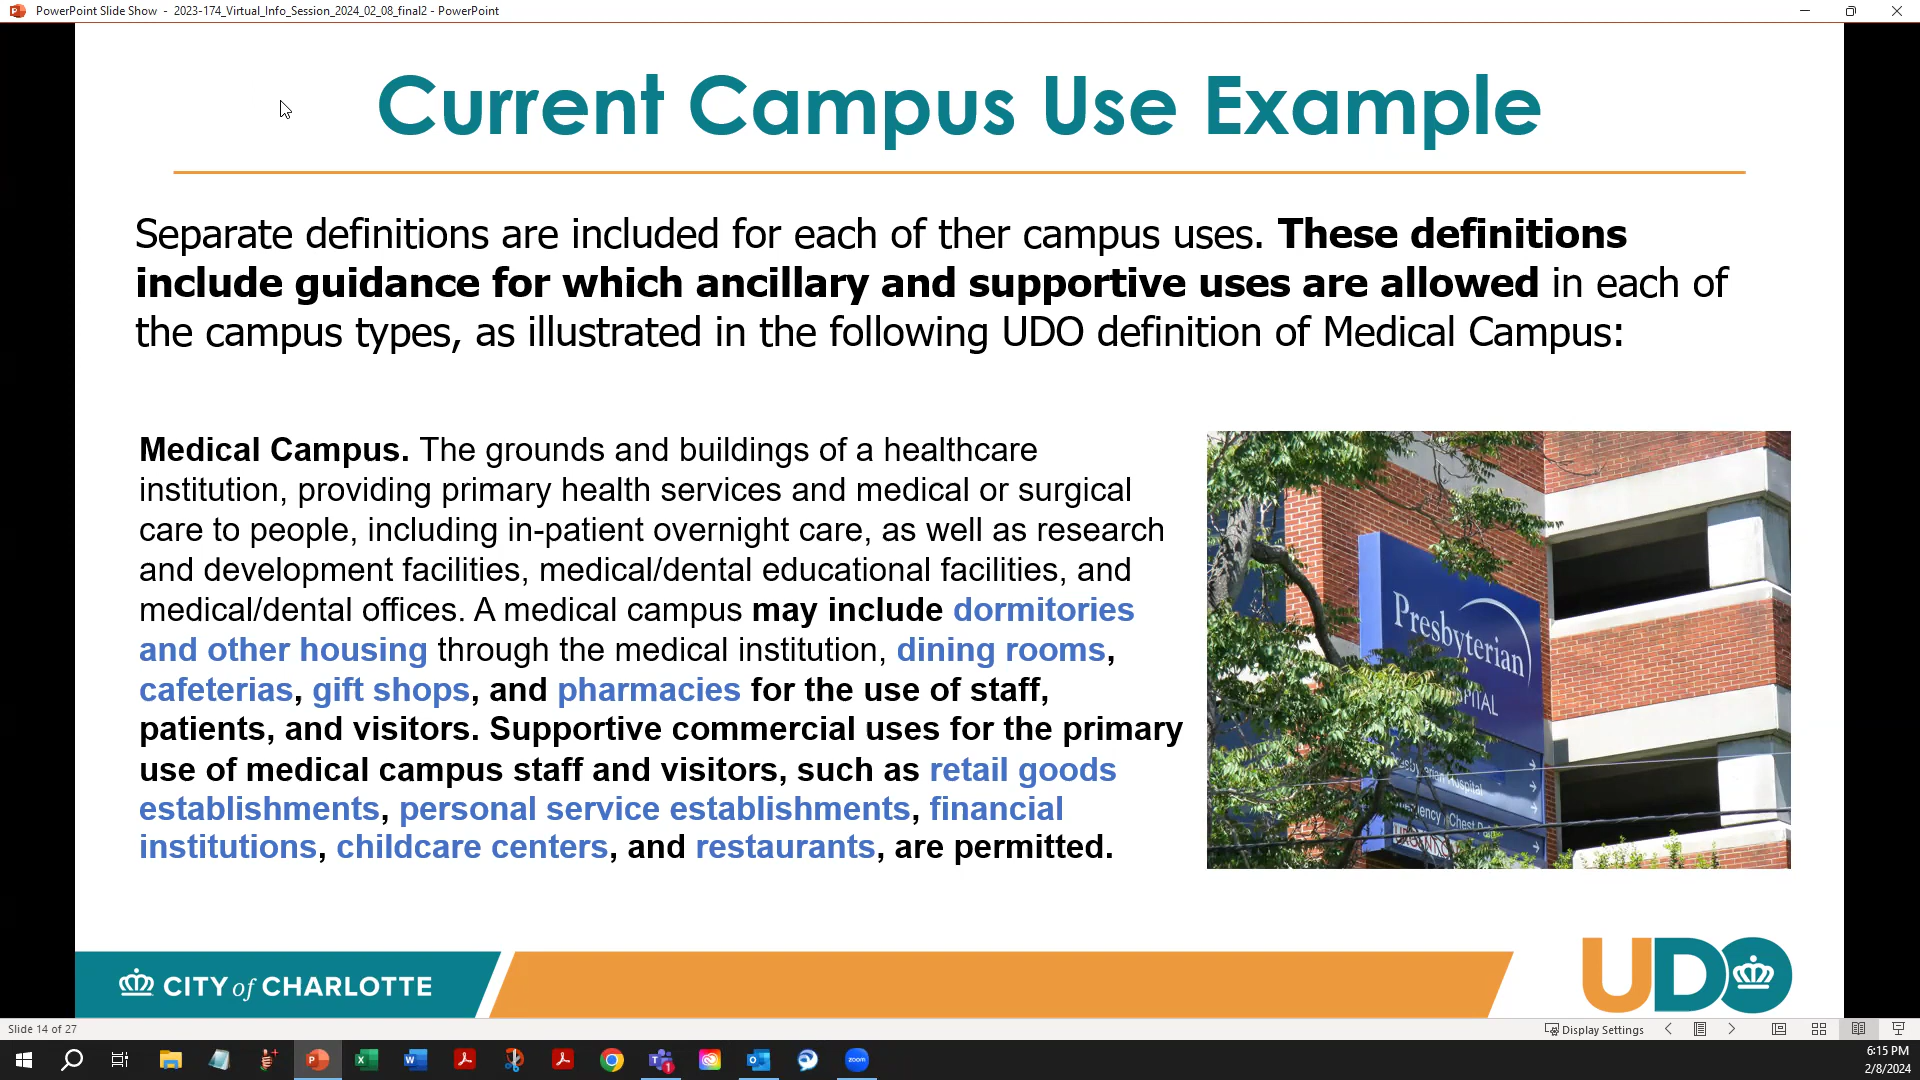 PowerPoint Slide Show - 2023-174_Virtual_Info_Session_2024_02_08_final2 - PowerPoint
Current Campus Use Example
Separate definitions are included for each of ther campus uses. These definitions
include guidance for which ancillary and supportive uses are allowed in each of
the campus types, as illustrated in the following UDO definition of Medical Campus:
Medical Campus. The grounds and buildings of a healthcare
institution, providing primary health services and medical or surgical
care to people, including in-patient overnight care, as well as research
and development facilities, medical/dental educational facilities, and
medical/dental offices. A medical campus may include dormitories
and other housing through the medical institution, dining rooms,
cafeterias, gift shops, and pharmacies for the use of staff,
patients, and visitors. Supportive commercial uses for the primary
use of medical campus staff and visitors, such as retail goods
establishments, personal service establishments, financial
institutions, childcare centers, and restaurants, are permitted.
Presbyterian
Hospital
Chest
CITY of CHARLOTTE
UDO
Slide 14 of 27
Display Settings
zoom
1
6:15 PM
2/8/2024